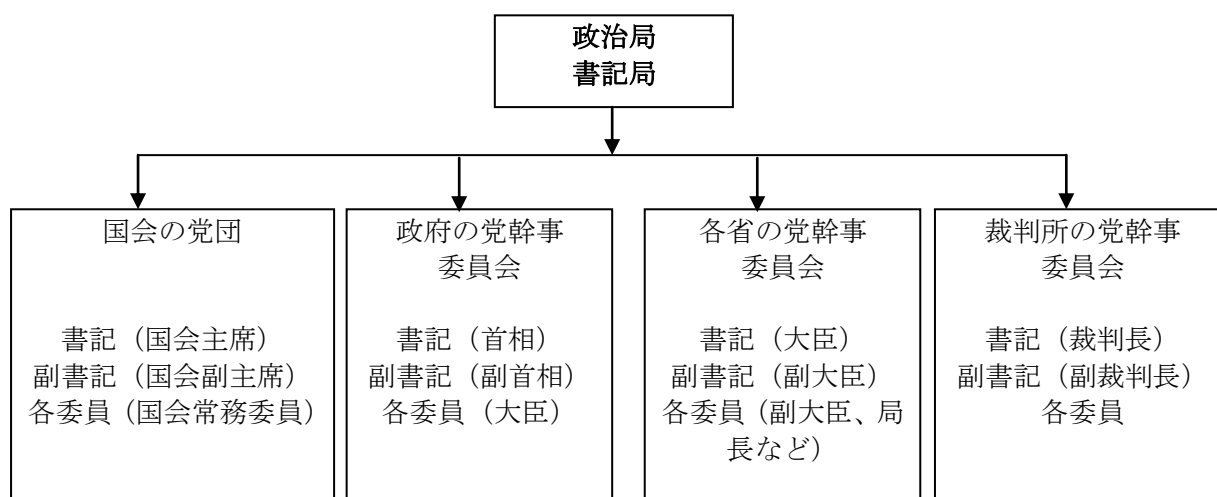 政治局
書記局
国会の党団
書記（国会主席）
副書記（国会副主席）
各委員（国会常務委員）
政府の党幹事
委員会
書記（首相）
副書記（副首相）
各委員（大臣）
各省の党幹事
委員会
書記（大臣）
副書記（副大臣）
各委員（副大臣、局
長など）
裁判所の党幹事
委員会
書記（裁判長）
副書記（副裁判長）
各委員